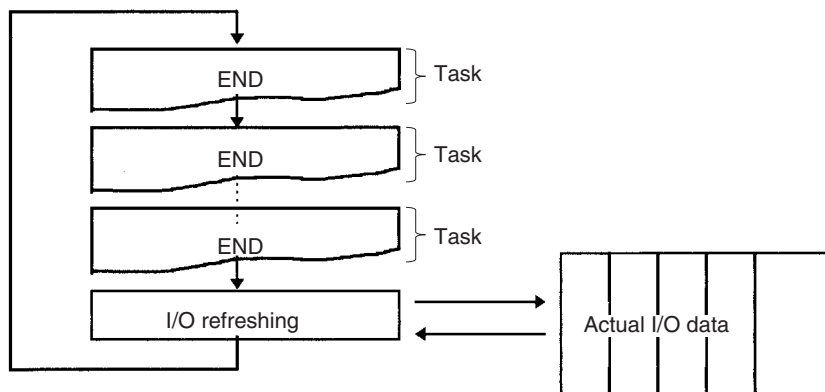 END
Task
END
Task
END
Task
I/O refreshing
Actual I/O data